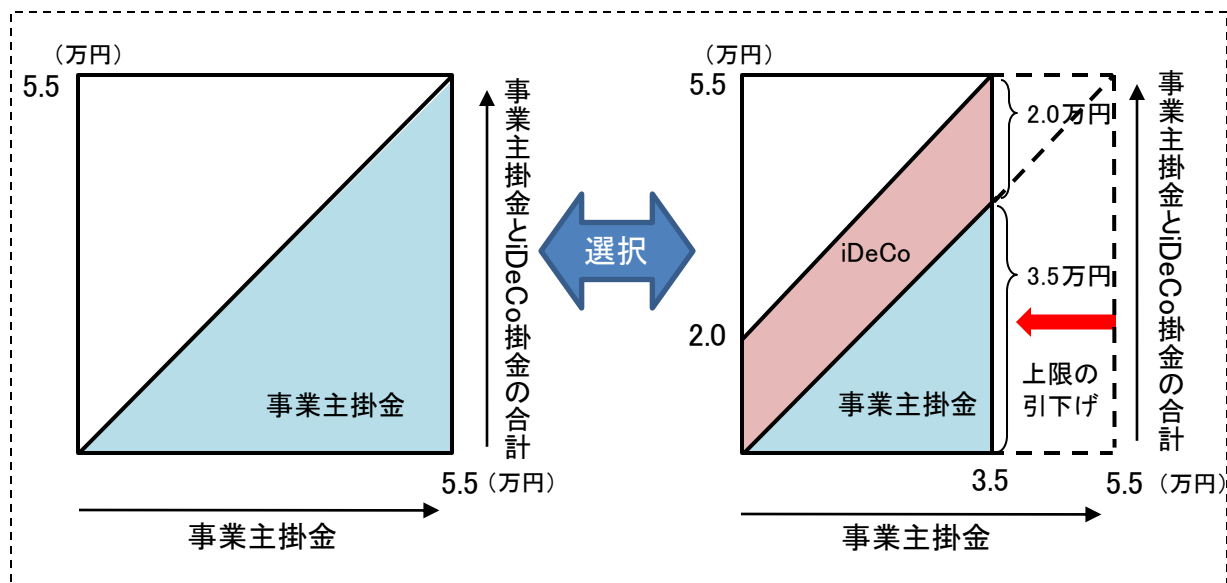 （万円）
5.5
事業主掛金とiDeCo掛金の合計
事業主掛金
5.5（万円）
事業主掛金
選択
（万円）
5.5
2.0万円
事業主掛金とiDeCo掛金の合計
iDeCo
3.5万円
2.0
上限の
引下げ
事業主掛金
3.5
5.5（万円）
事業主掛金